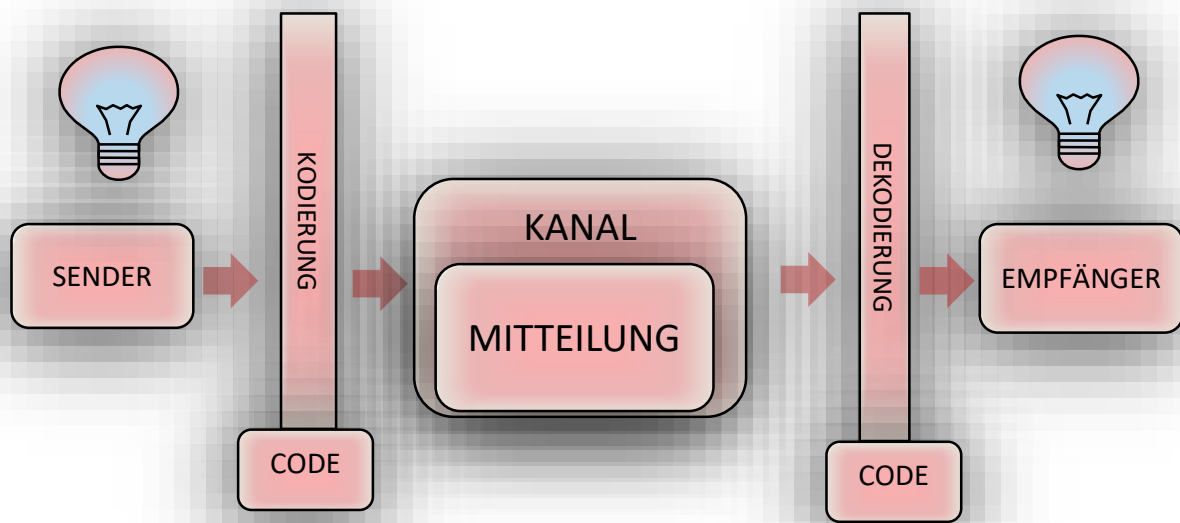 SENDER
KODIERUNG
CODE
KANAL
MITTEILUNG
DEKODIERUNG
CODE
EMPFÄNGER